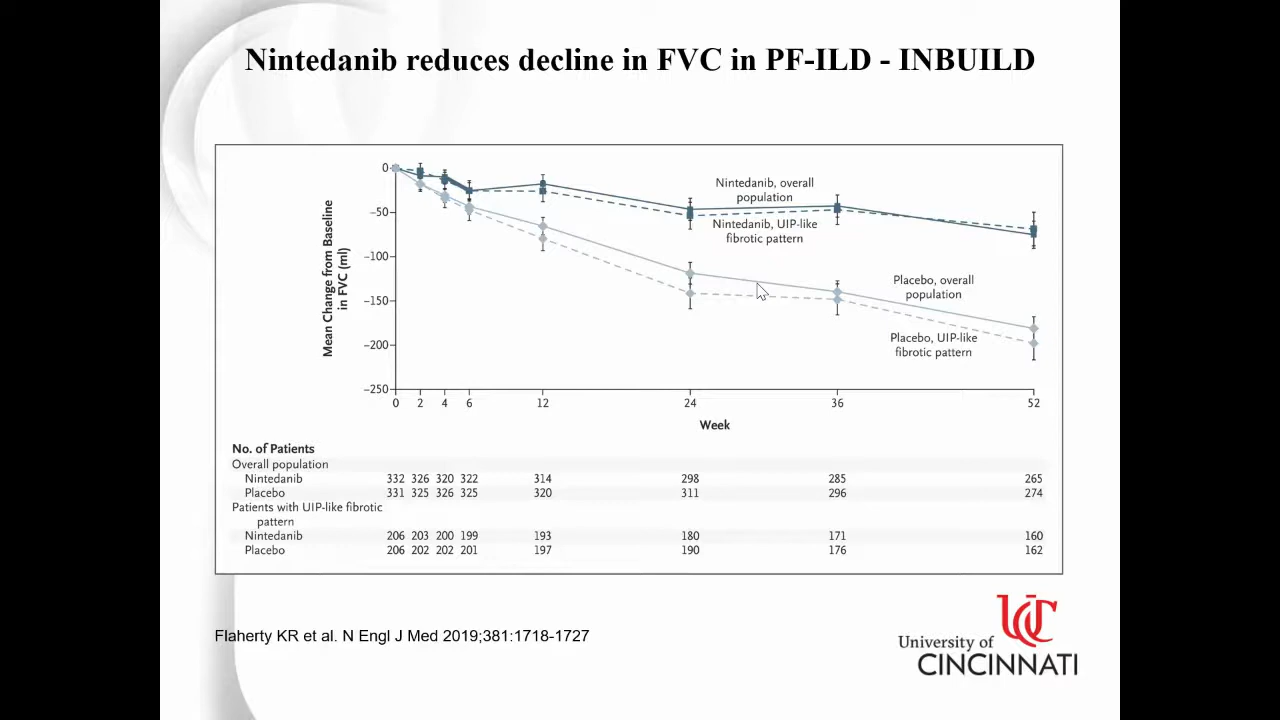 Nintedanib reduces decline in FVC in PF-ILD - INBUILD
Mean Change from Baseline
in FVC (ml)
0
−50
−100
−150
−200
−250
Nintedanib, overall
population
Nintedanib, UIP-like
fibrotic pattern
Placebo, overall
population
Placebo, UIP-like
fibrotic pattern
0 2 4 6 12 24 36 52
Week
No. of Patients
Overall population
Nintedanib 332 326 320 322 314 298 285 265
Placebo 331 325 326 325 320 311 296 274
Patients with UIP-like fibrotic
pattern
Nintedanib 206 203 200 199 193 180 171 160
Placebo 206 202 202 201 197 190 176 162
Flaherty KR et al. N Engl J Med 2019;381:1718-1727
UC
University of
CINCINNATI